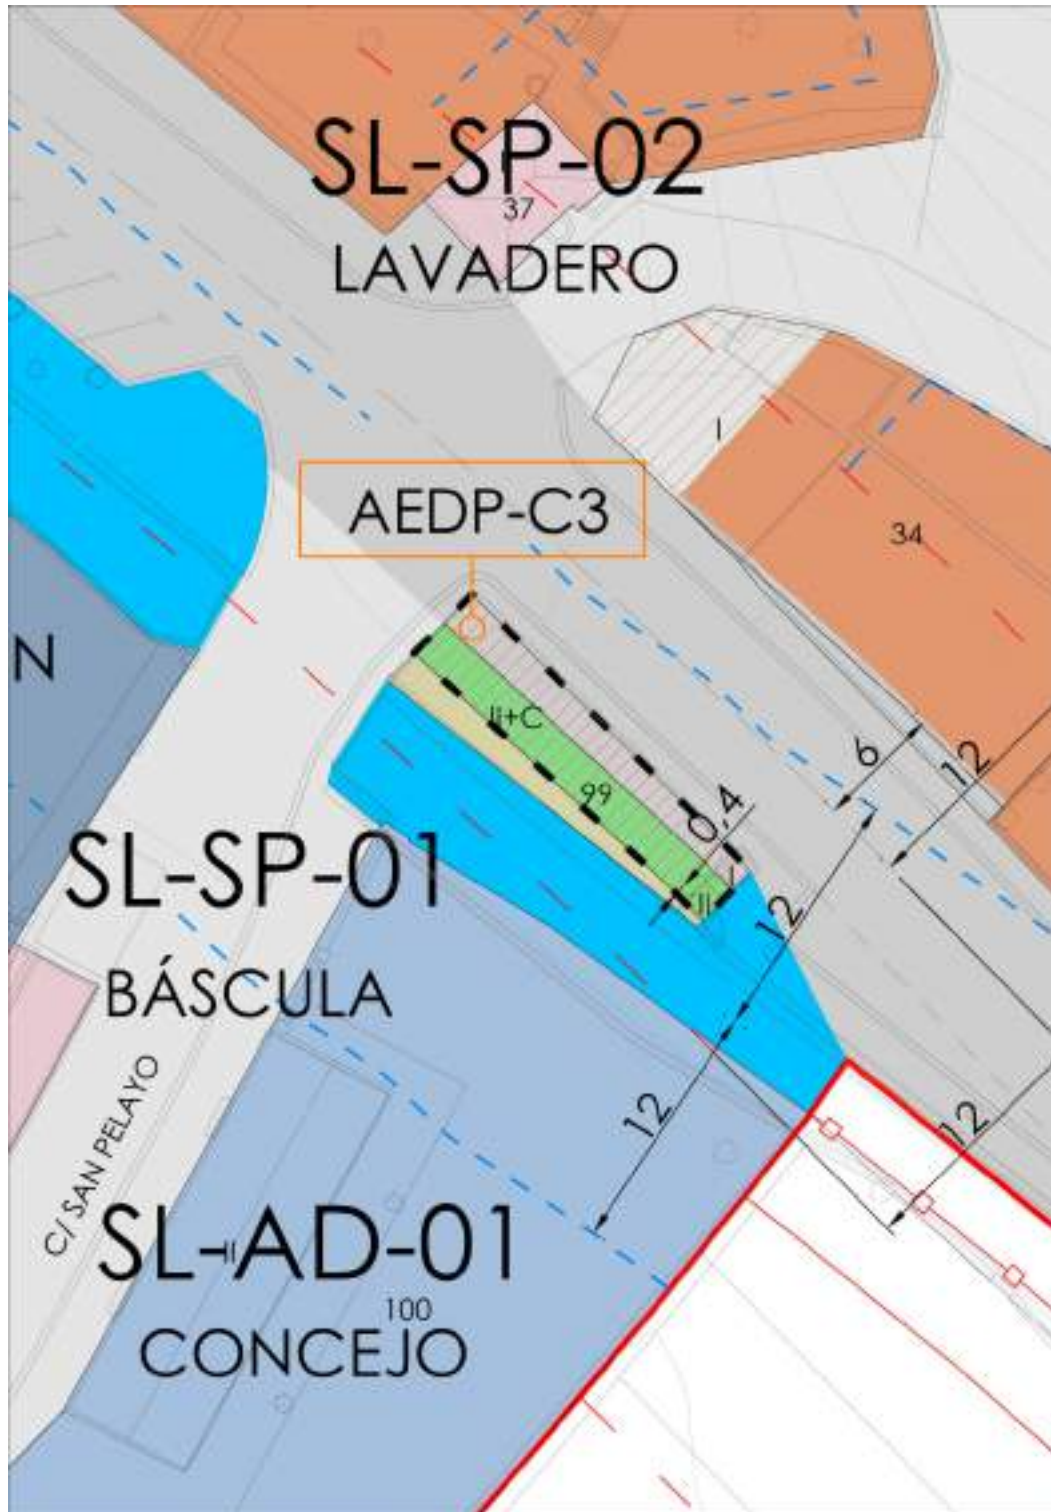 SL-SP-02
37
LAVADERO
I
AEDP-C3
34
N
II+C
99
6
12
0,4
I
II
SL-SP-01
12
BÁSCULA
C/ SAN PELAYO
12
12
SL-AD-01
II
100
CONCEJO